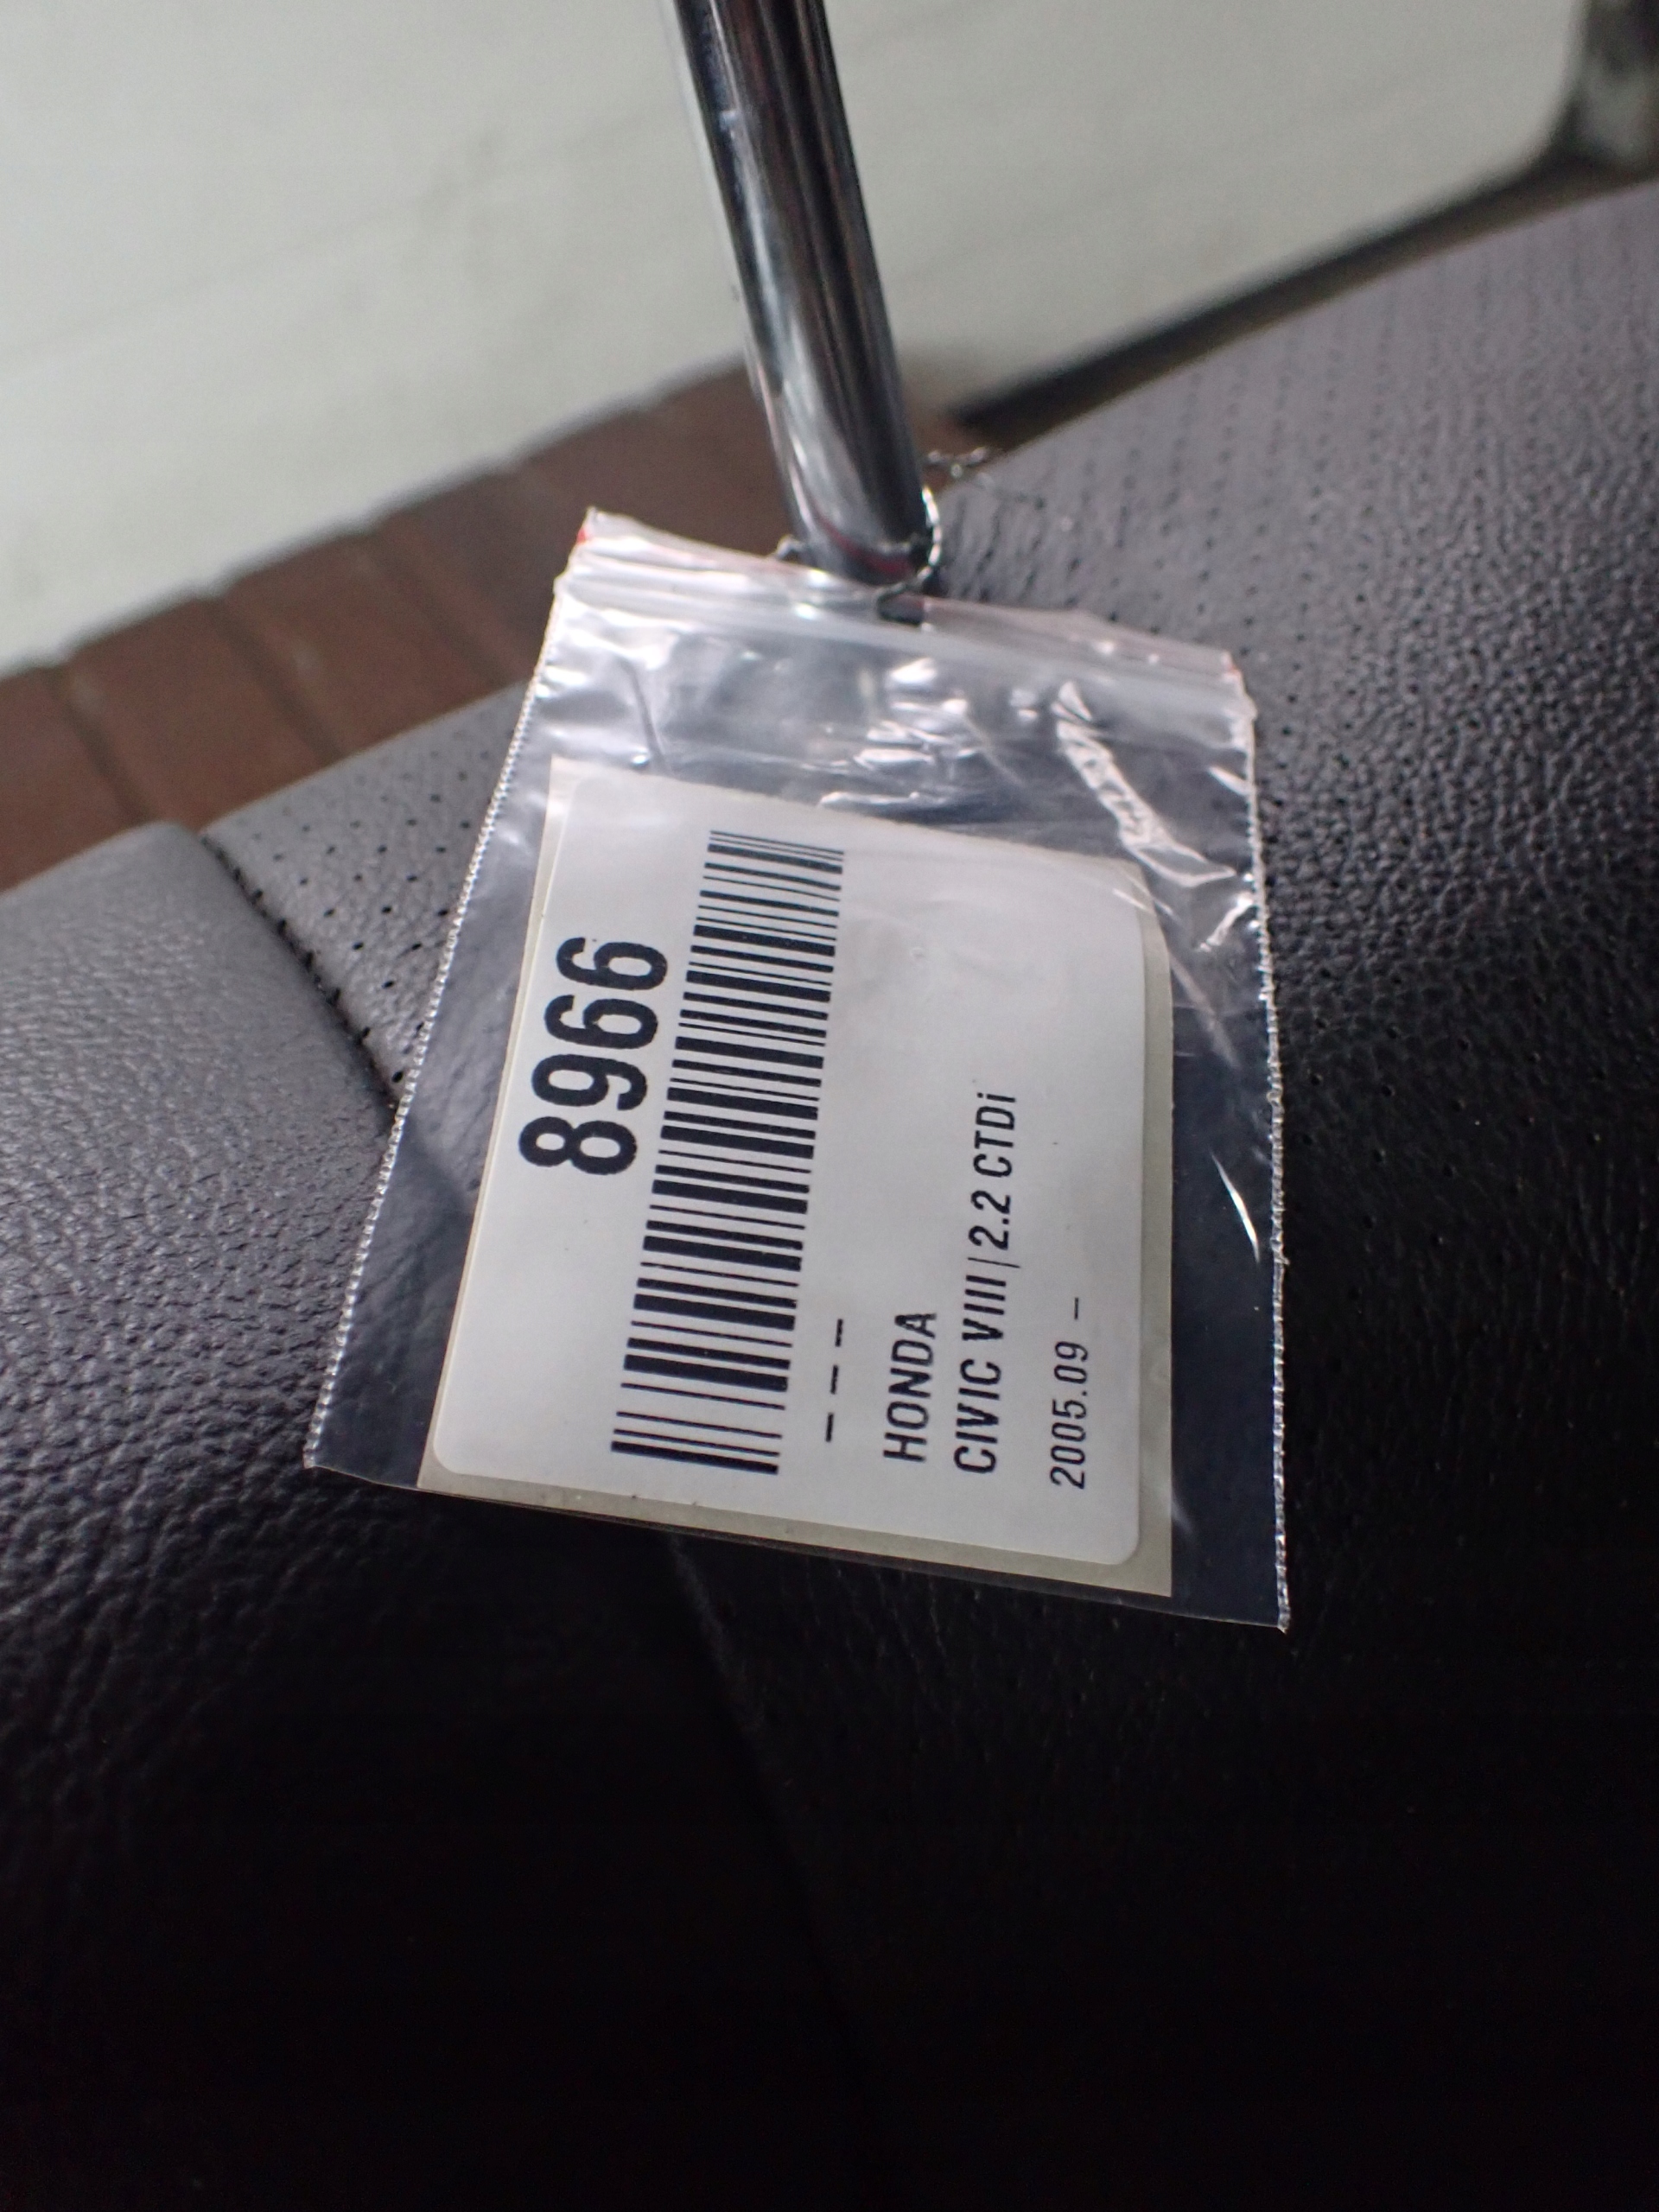 8966
– – –
HONDA
CIVIC VIII | 2.2 CTDi
2005.09 –